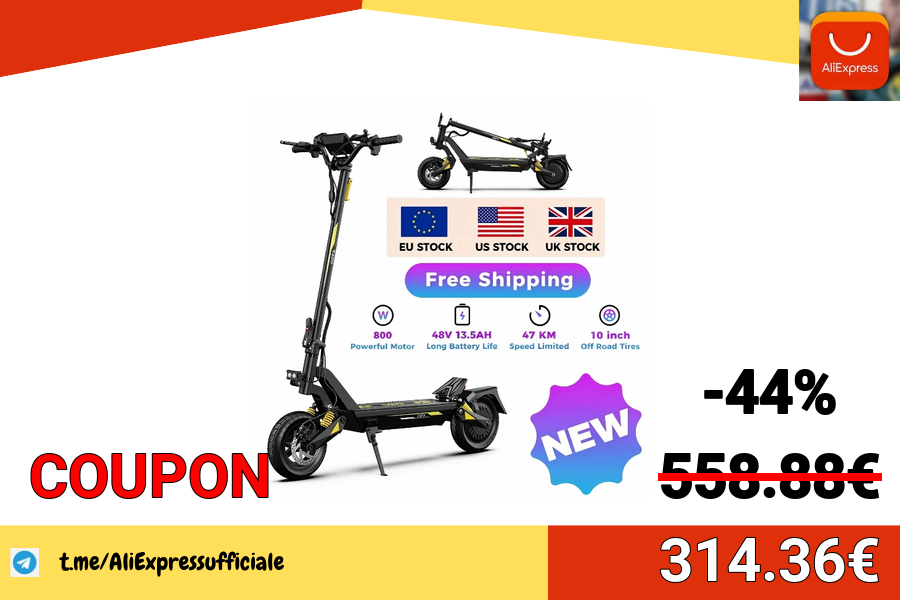 AliExpress
EU STOCK
US STOCK
UK STOCK
Free Shipping
W
800
Powerful Motor
48V 13.5AH
Long Battery Life
47 KM
Speed Limited
10 inch
Off Road Tires
NEW
-44%
COUPON
558.88€
t.me/AliExpressufficiale
314.36€